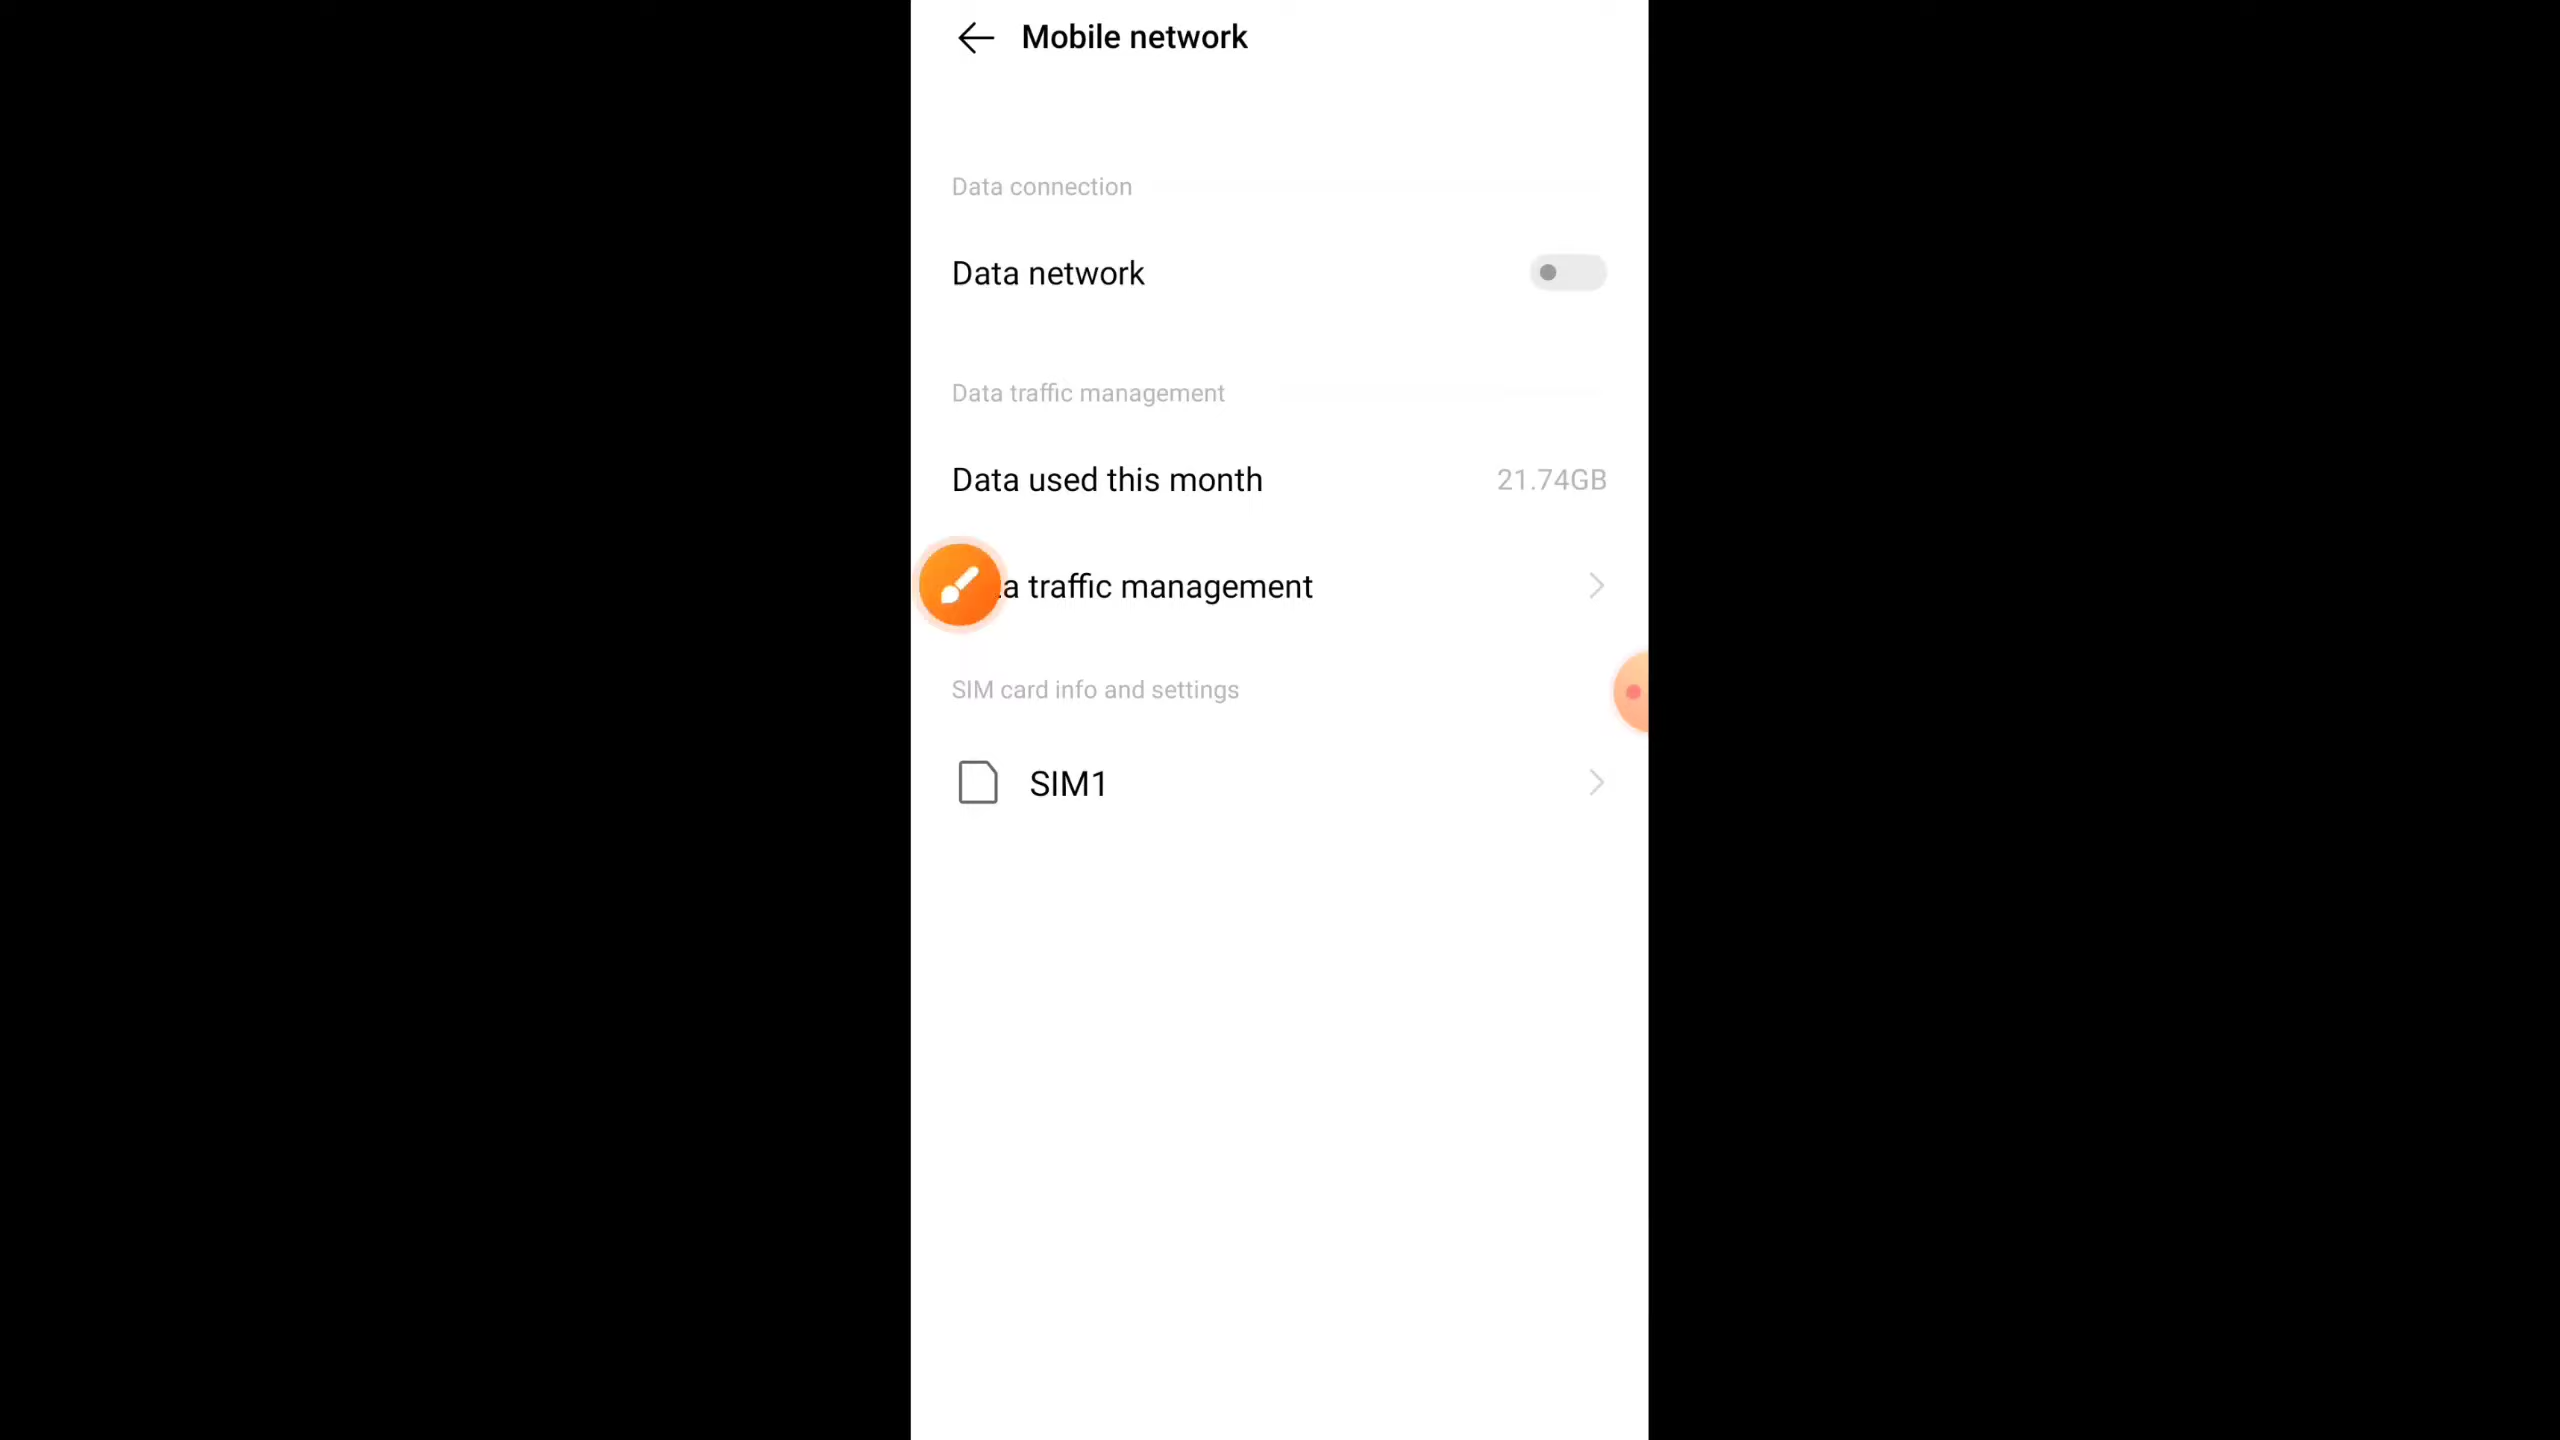 Mobile network
Data connection
Data network
Data traffic management
Data used this month 21.74GB
a traffic management
SIM card info and settings
SIM1